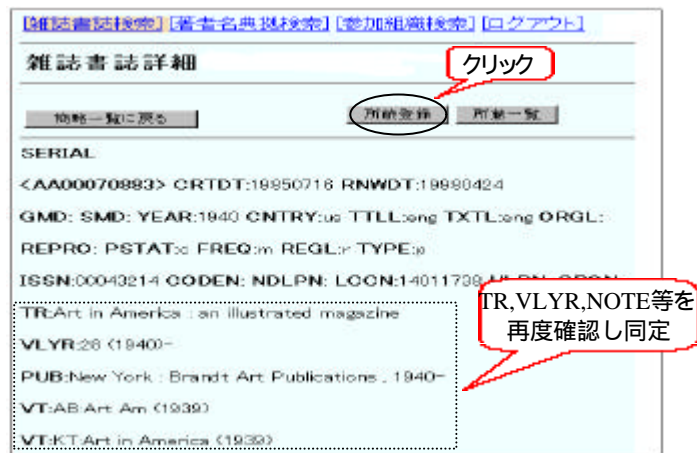 [雑誌書誌検索] [著者名典拠検索] [参加組織検索] [ログアウト]
雑誌書誌詳細
クリック
簡略一覧に戻る 所蔵登録 所蔵一覧
SERIAL
<AA00070883> CRTDT:19850716 RNWDT:19980424
GMD: SMD: YEAR:1940 CNTRY:us TTLL:eng TXTL:eng ORGL:
REPRO: PSTAT:c FREQ:m REGL:r TYPE:p
ISSN:00043214 CODEN: NDLPN: LCCN:14011739
TR,VLYR,NOTE等を
再度確認し同定
TR:Art in America : an illustrated magazine
VLYR:28 (1940)-
PUB:New York : Brandt Art Publications , 1940-
VT:AB:Art Am (1939)
VT:KT:Art in America (1939)